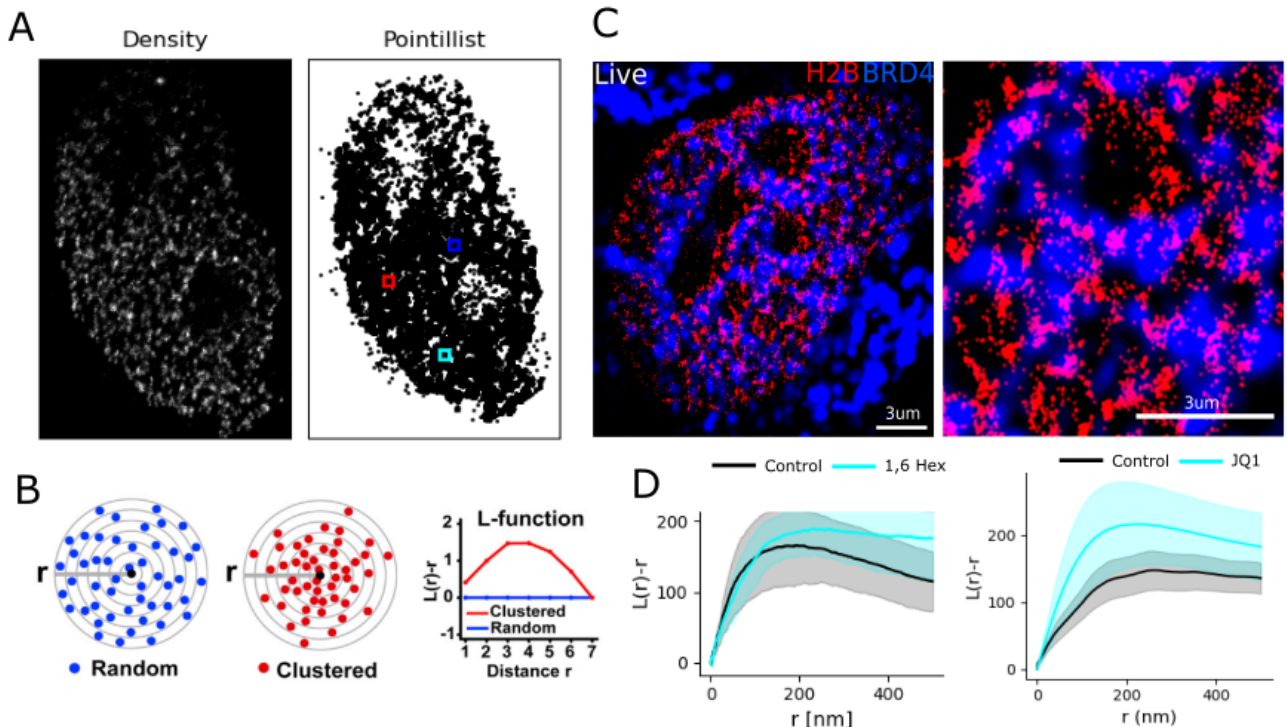 A
Density
Pointillist
C
Live
H2BBRD4
3um
3um
B
r
Random
r
Clustered
L-function
L(r)-r
2
1
0
-1
Clustered
Random
1 2 3 4 5 6 7
Distance r
D
Control 1,6 Hex
L(r)-r
200
100
0
0 200 400
r [nm]
Control JQ1
L(r)-r
200
100
0
0 200 400
r (nm)